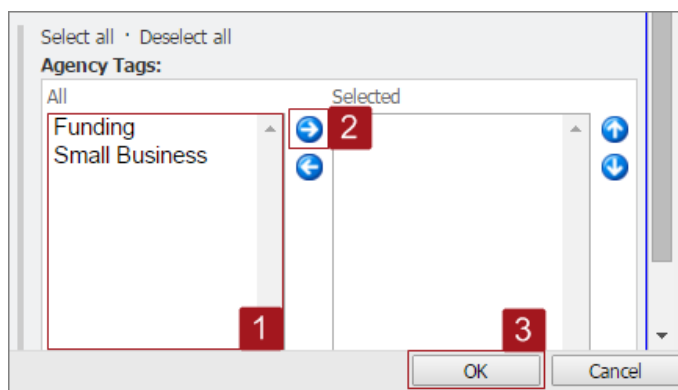 Select all · Deselect all
Agency Tags:
All Selected
Funding
2
Small Business
1
3
OK Cancel